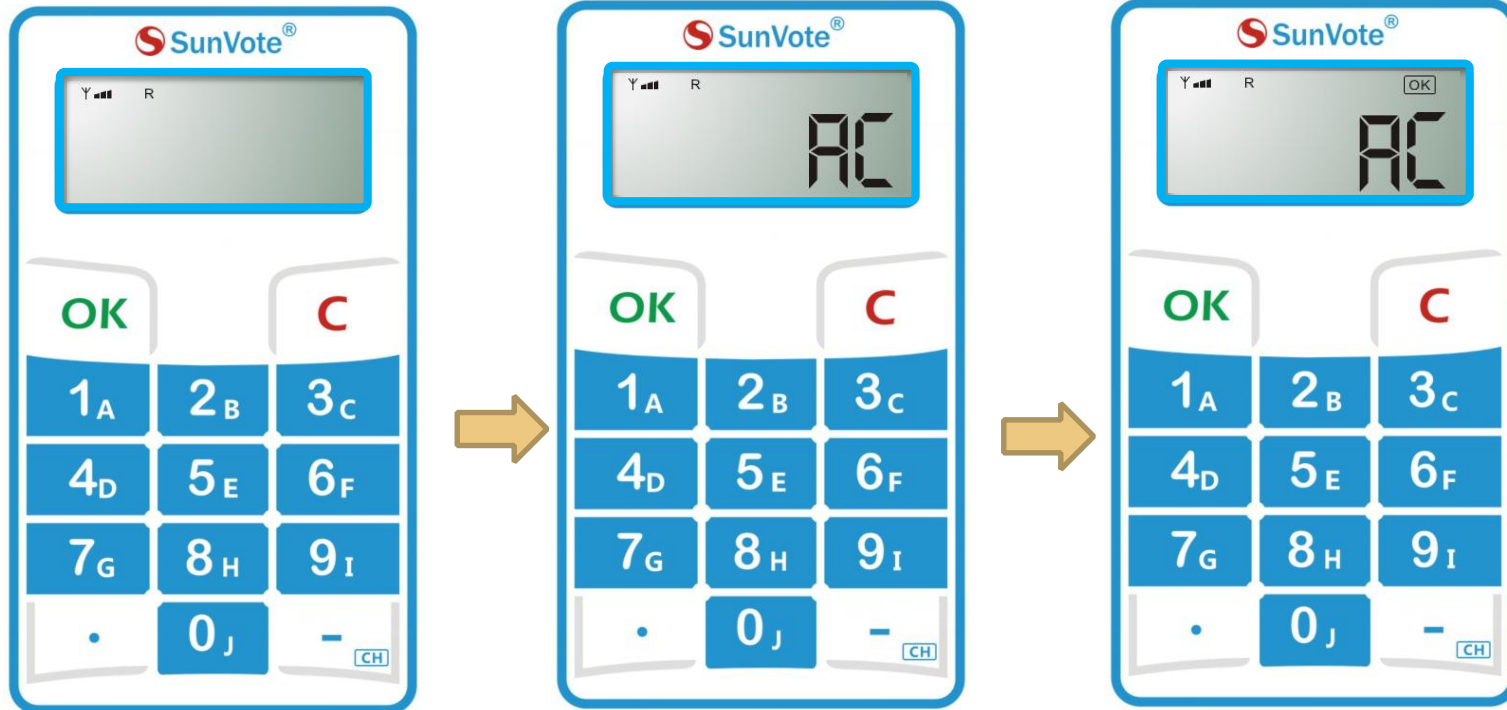 SunVote®
R
OK C
1A 2B 3C
4D 5E 6F
7G 8H 9I
. 0J -
CH
SunVote®
R
AC
OK C
1A 2B 3C
4D 5E 6F
7G 8H 9I
. 0J -
CH
SunVote®
R OK
AC
OK C
1A 2B 3C
4D 5E 6F
7G 8H 9I
. 0J -
CH